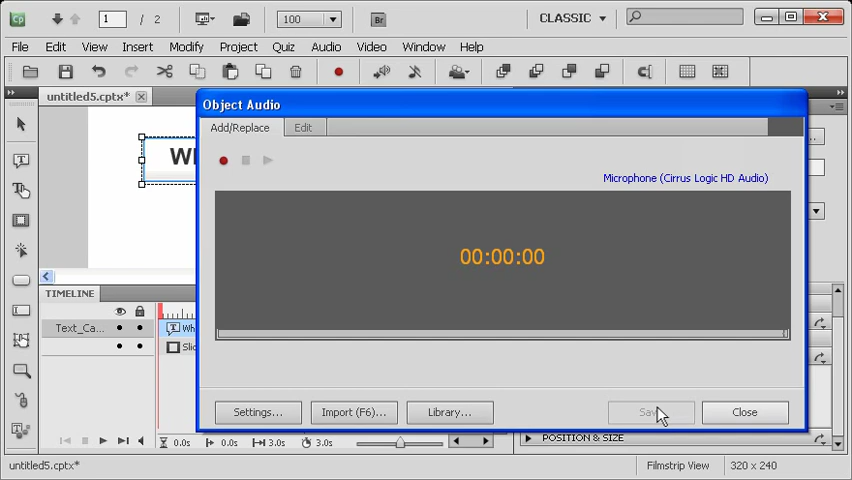 Cp
1 / 2
100
Br
CLASSIC
File Edit View Insert Modify Project Quiz Audio Video Window Help
untitled5.cptx*
Object Audio
Add/Replace Edit
Microphone (Cirrus Logic HD Audio)
00:00:00
TIMELINE
Text_Ca...
Settings... Import (F6)... Library... Close
0.0s 0.0s 3.0s 3.0s
POSITION & SIZE
untitled5.cptx* Filmstrip View 320 x 240